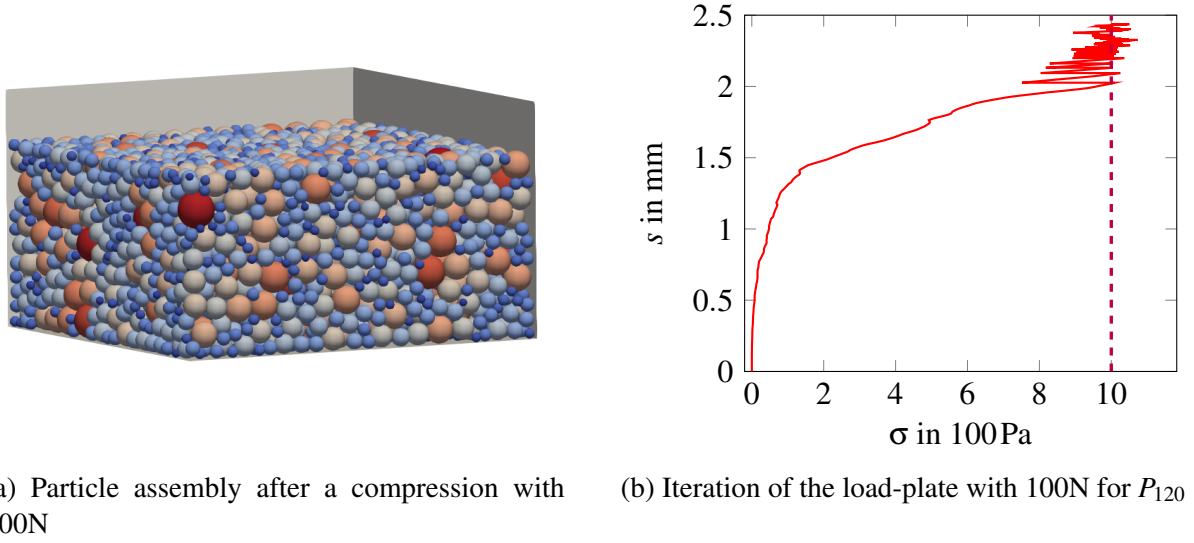 2.5
2
1.5
1
0.5
0
s in mm
0 2 4 6 8 10
σ in 100 Pa
a) Particle assembly after a compression with
00N
(b) Iteration of the load-plate with 100N for P120